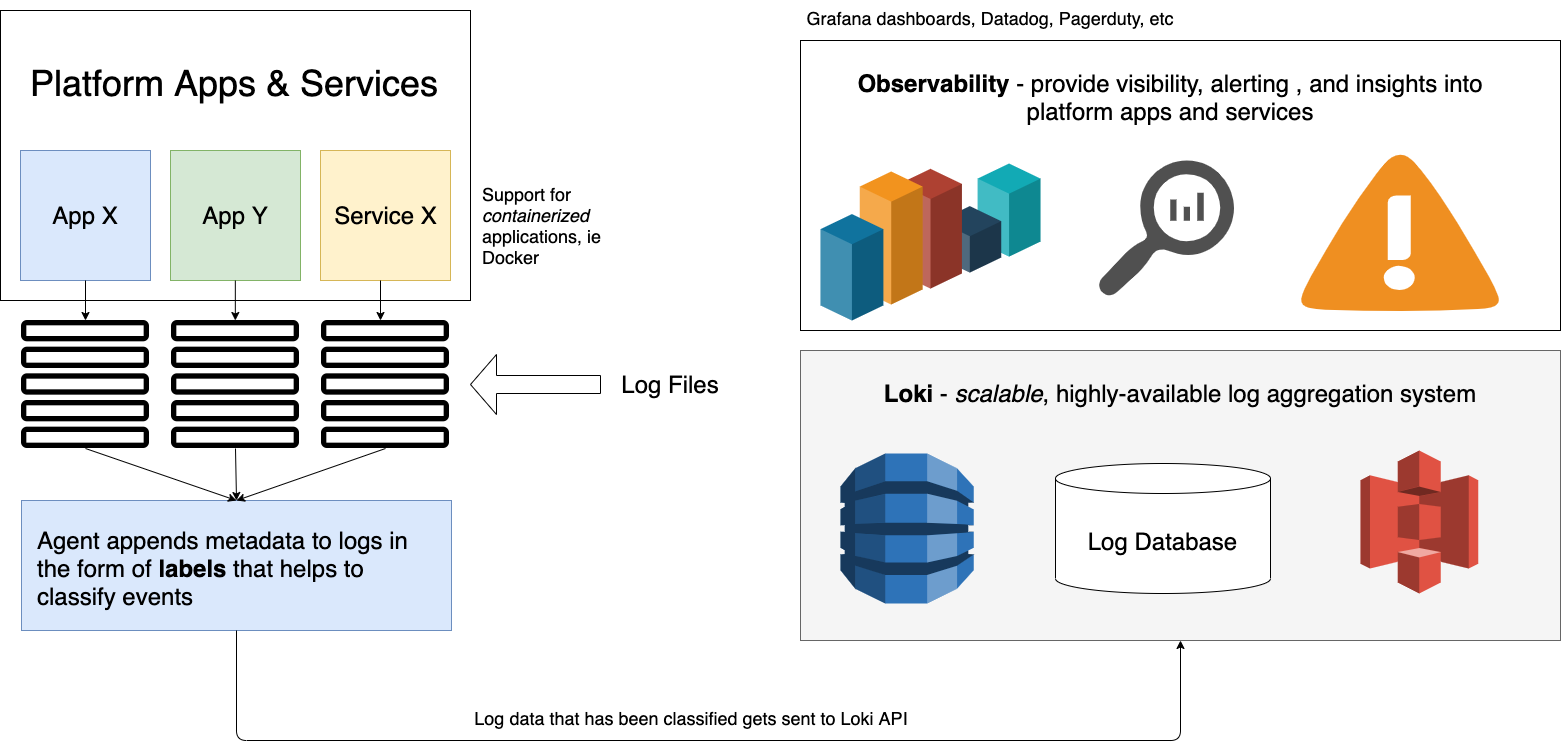 Platform Apps & Services
App X
App Y
Service X
Support for
containerized
applications, ie
Docker
Log Files
Agent appends metadata to logs in
the form of labels that helps to
classify events
Log data that has been classified gets sent to Loki API
Grafana dashboards, Datadog, Pagerduty, etc
Observability - provide visibility, alerting , and insights into
platform apps and services
Loki - scalable, highly-available log aggregation system
Log Database